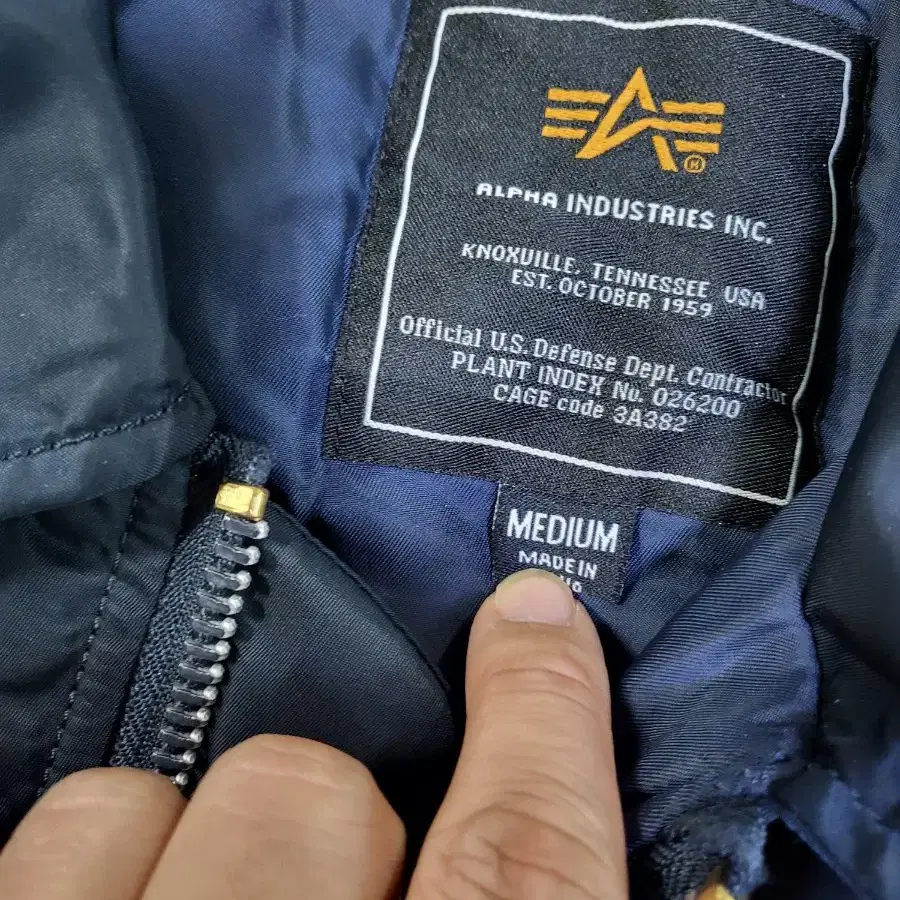 ALPHA INDUSTRIES INC.
KNOXVILLE, TENNESSEE USA
EST. OCTOBER 1959
Official U.S. Defense Dept. Contractor
PLANT INDEX No. 026200
CAGE code 3A382
MEDIUM
MADE IN